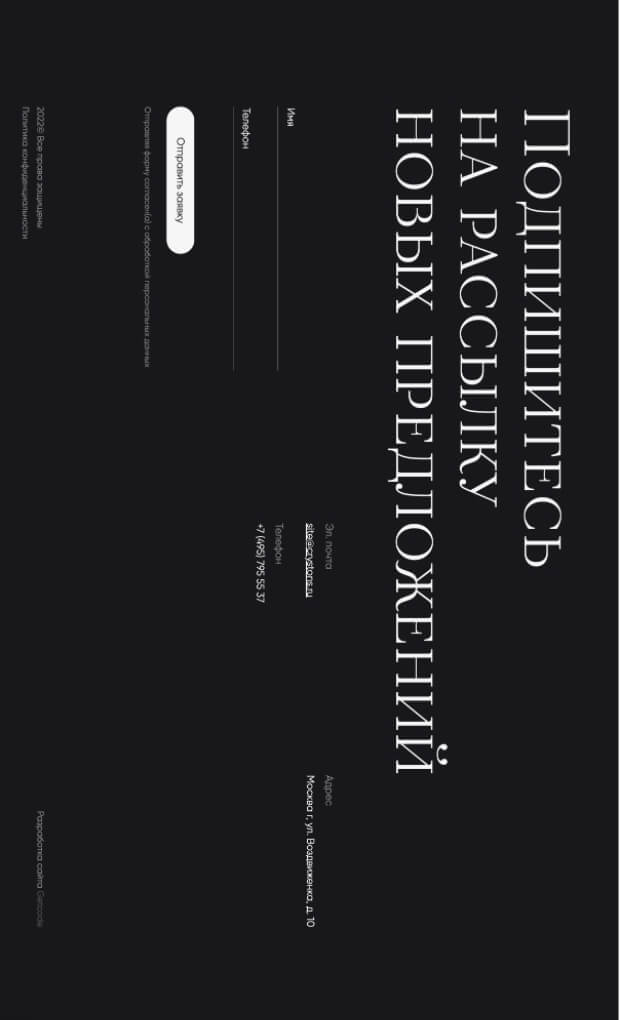 Подпишитесь
на рассылку
новых предложений
Имя
Телефон
Отправить заявку
Отправляя форму согласен(а) с обработкой персональных данных
Эл. почта
site@crystons.ru
Телефон
+7 (495) 795 55 37
Адрес
Москва г, ул. Воздвиженка, д. 10
2022© Все права защищены
Политика конфиденциальности
Разработка сайта